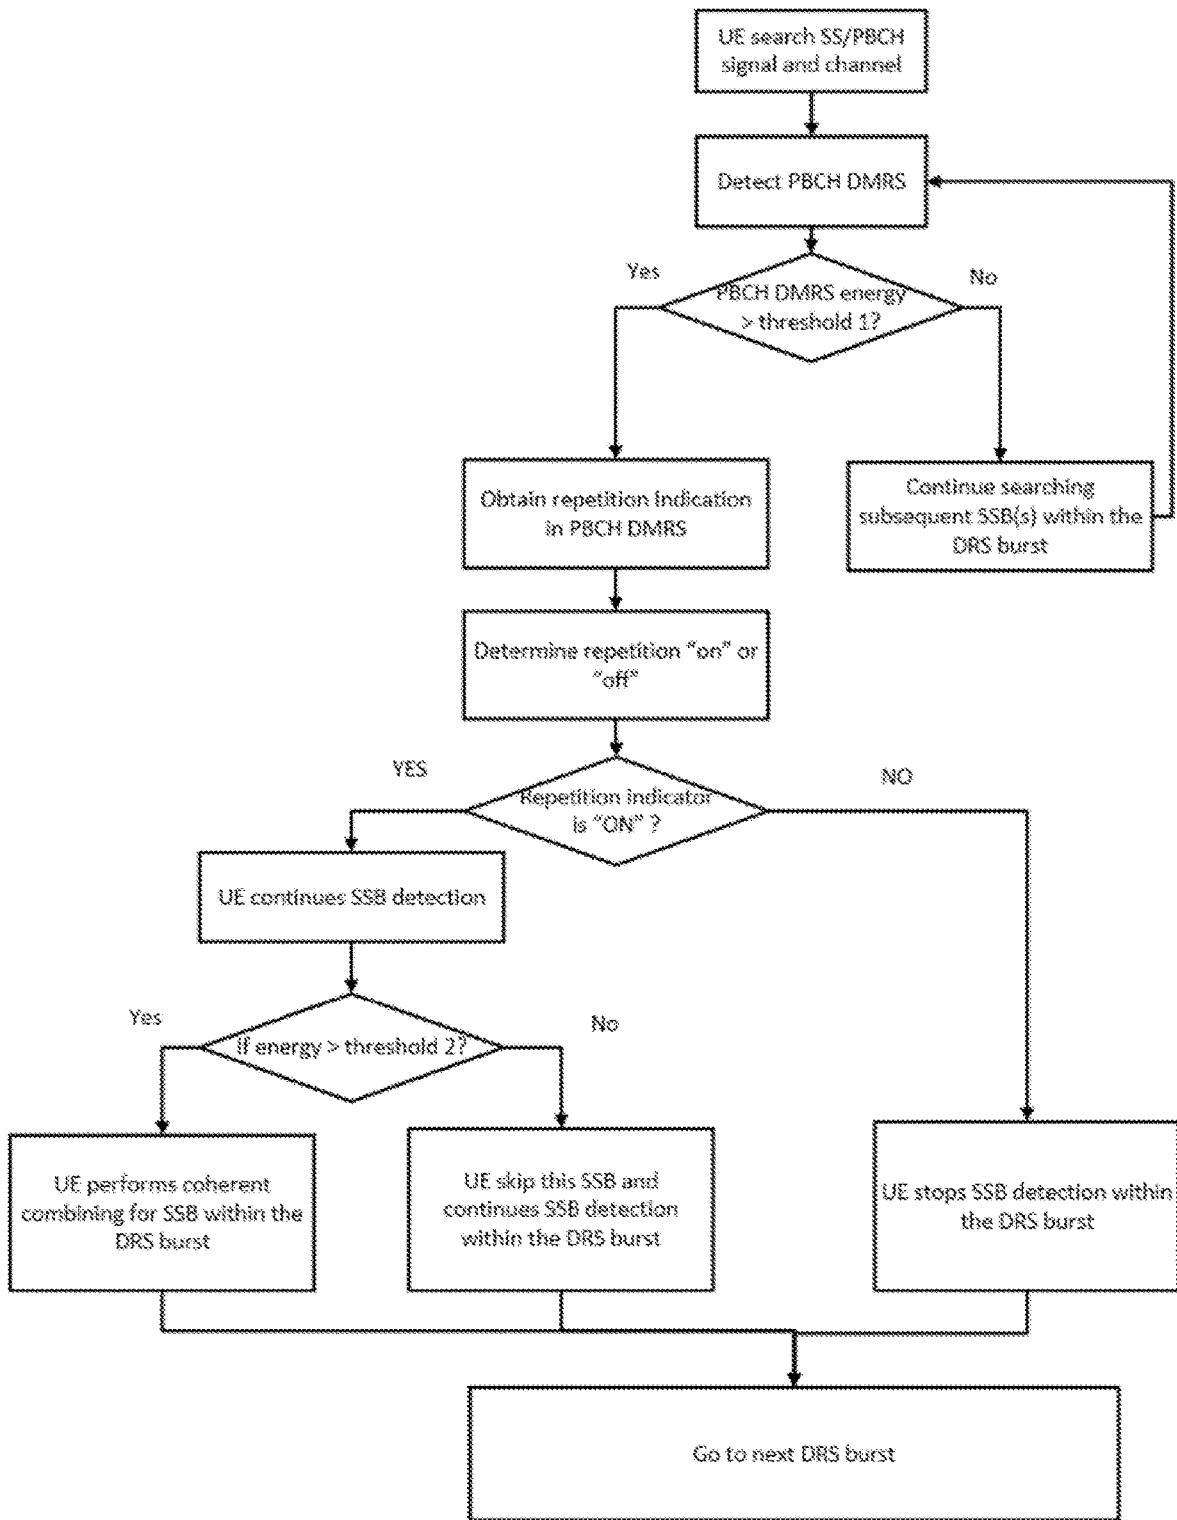 UE search SS/PBCH
signal and channel
Detect PBCH DMRS
Yes
No
PBCH DMRS energy
> threshold 1?
Obtain repetition indication
in PBCH DMRS
Continue searching
subsequent SSB(s) within the
DRS burst
Determine repetition "on" or
"off"
YES
NO
Repetition indicator
is "ON" ?
UE continues SSB detection
Yes
No
If energy > threshold 2?
UE performs coherent
combining for SSB within the
DRS burst
UE skip this SSB and
continues SSB detection
within the DRS burst
UE stops SSB detection within
the DRS burst
Go to next DRS burst